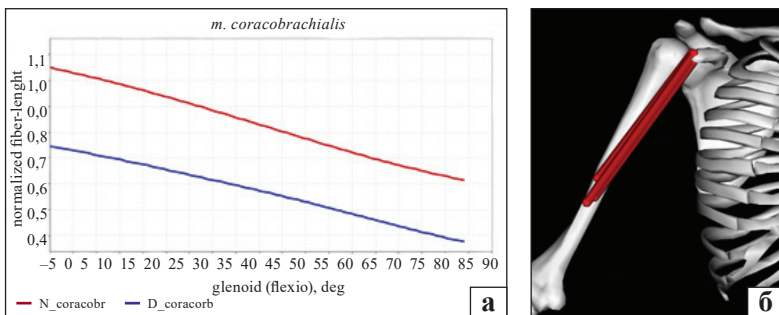 m. coracobrachialis
normalized fiber-lenght
1,1
1,0
0,0
0,8
0,7
0,6
0,5
0,4
–5 0 5 10 15 20 25 30 35 40 45 50 55 60 65 70 75 80 85 90
glenoid (flexio), deg
N_coracobr D_coracorb
а
б